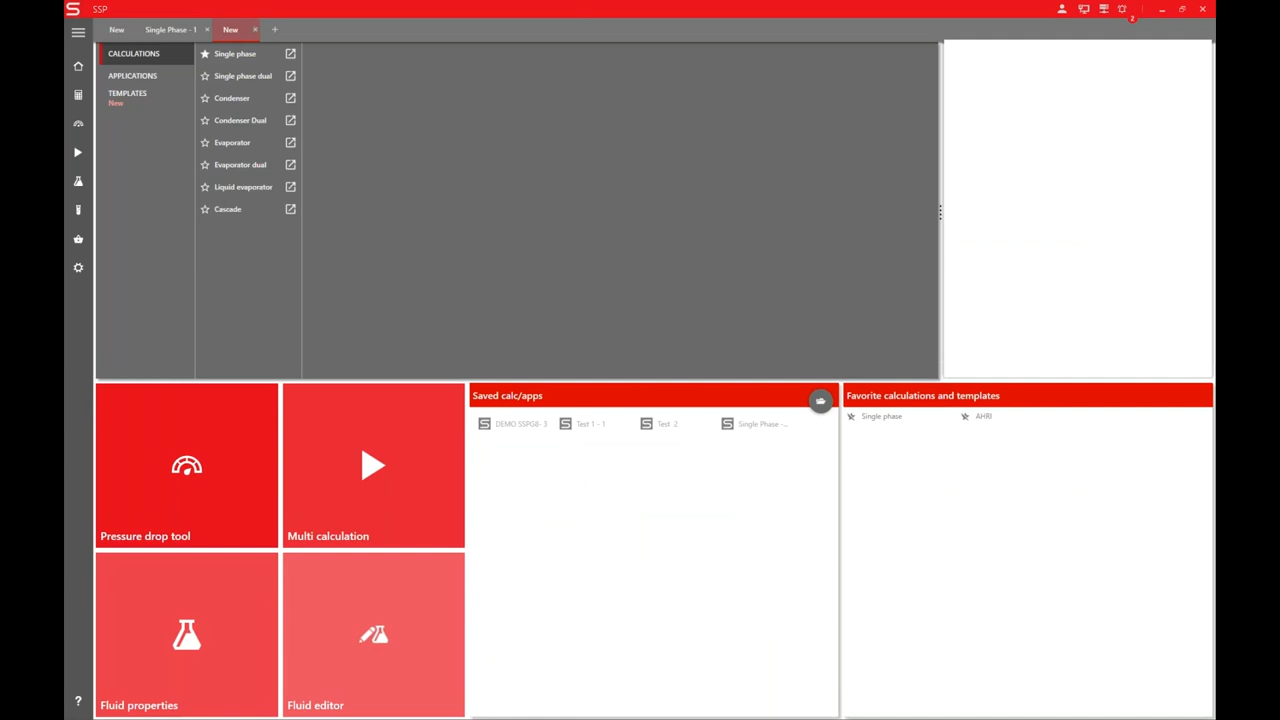 SSP
2
New
Single Phase - 1
New
CALCULATIONS
APPLICATIONS
TEMPLATES
New
Single phase
Single phase dual
Condenser
Condenser Dual
Evaporator
Evaporator dual
Liquid evaporator
Cascade
Pressure drop tool
Multi calculation
Fluid properties
Fluid editor
Saved calc/apps
DEMO SSPG8- 3
Test 1 - 1
Test 2
Single Phase -...
Favorite calculations and templates
Single phase
AHRI
?